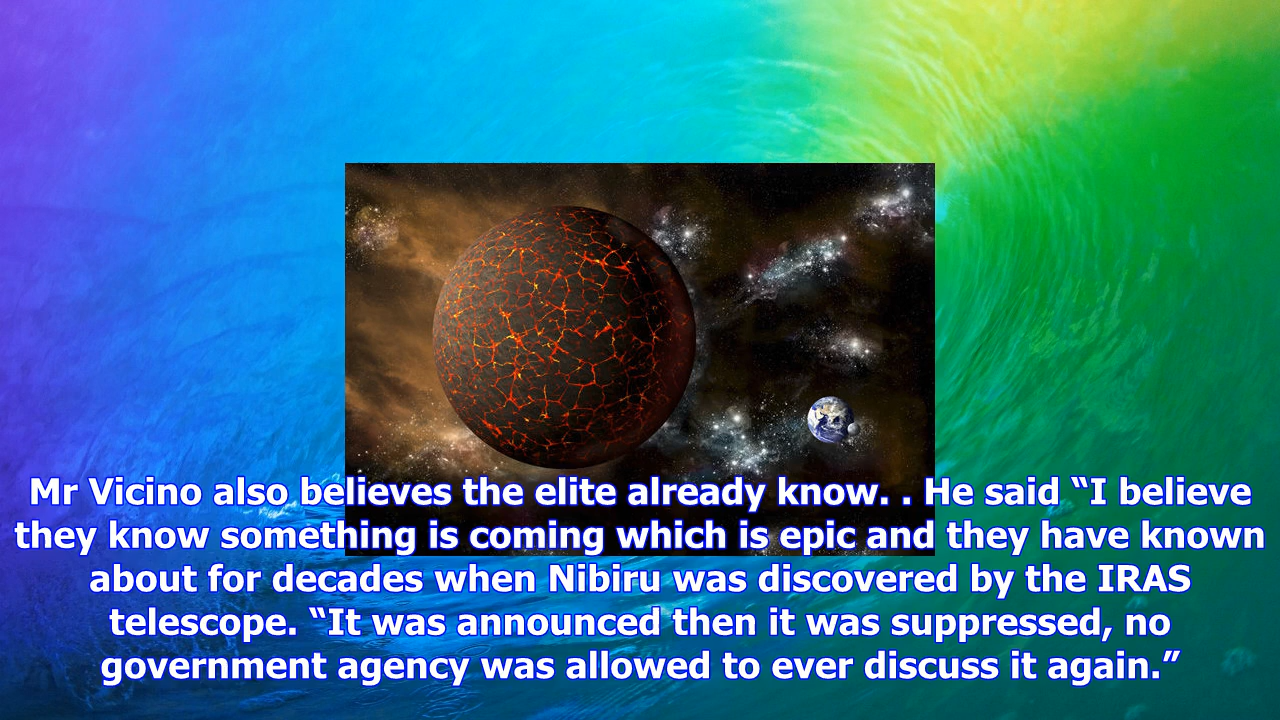 Mr Vicino also believes the elite already know. . He said “I believe
they know something is coming which is epic and they have known
about for decades when Nibiru was discovered by the IRAS
telescope. “It was announced then it was suppressed, no
government agency was allowed to ever discuss it again.”